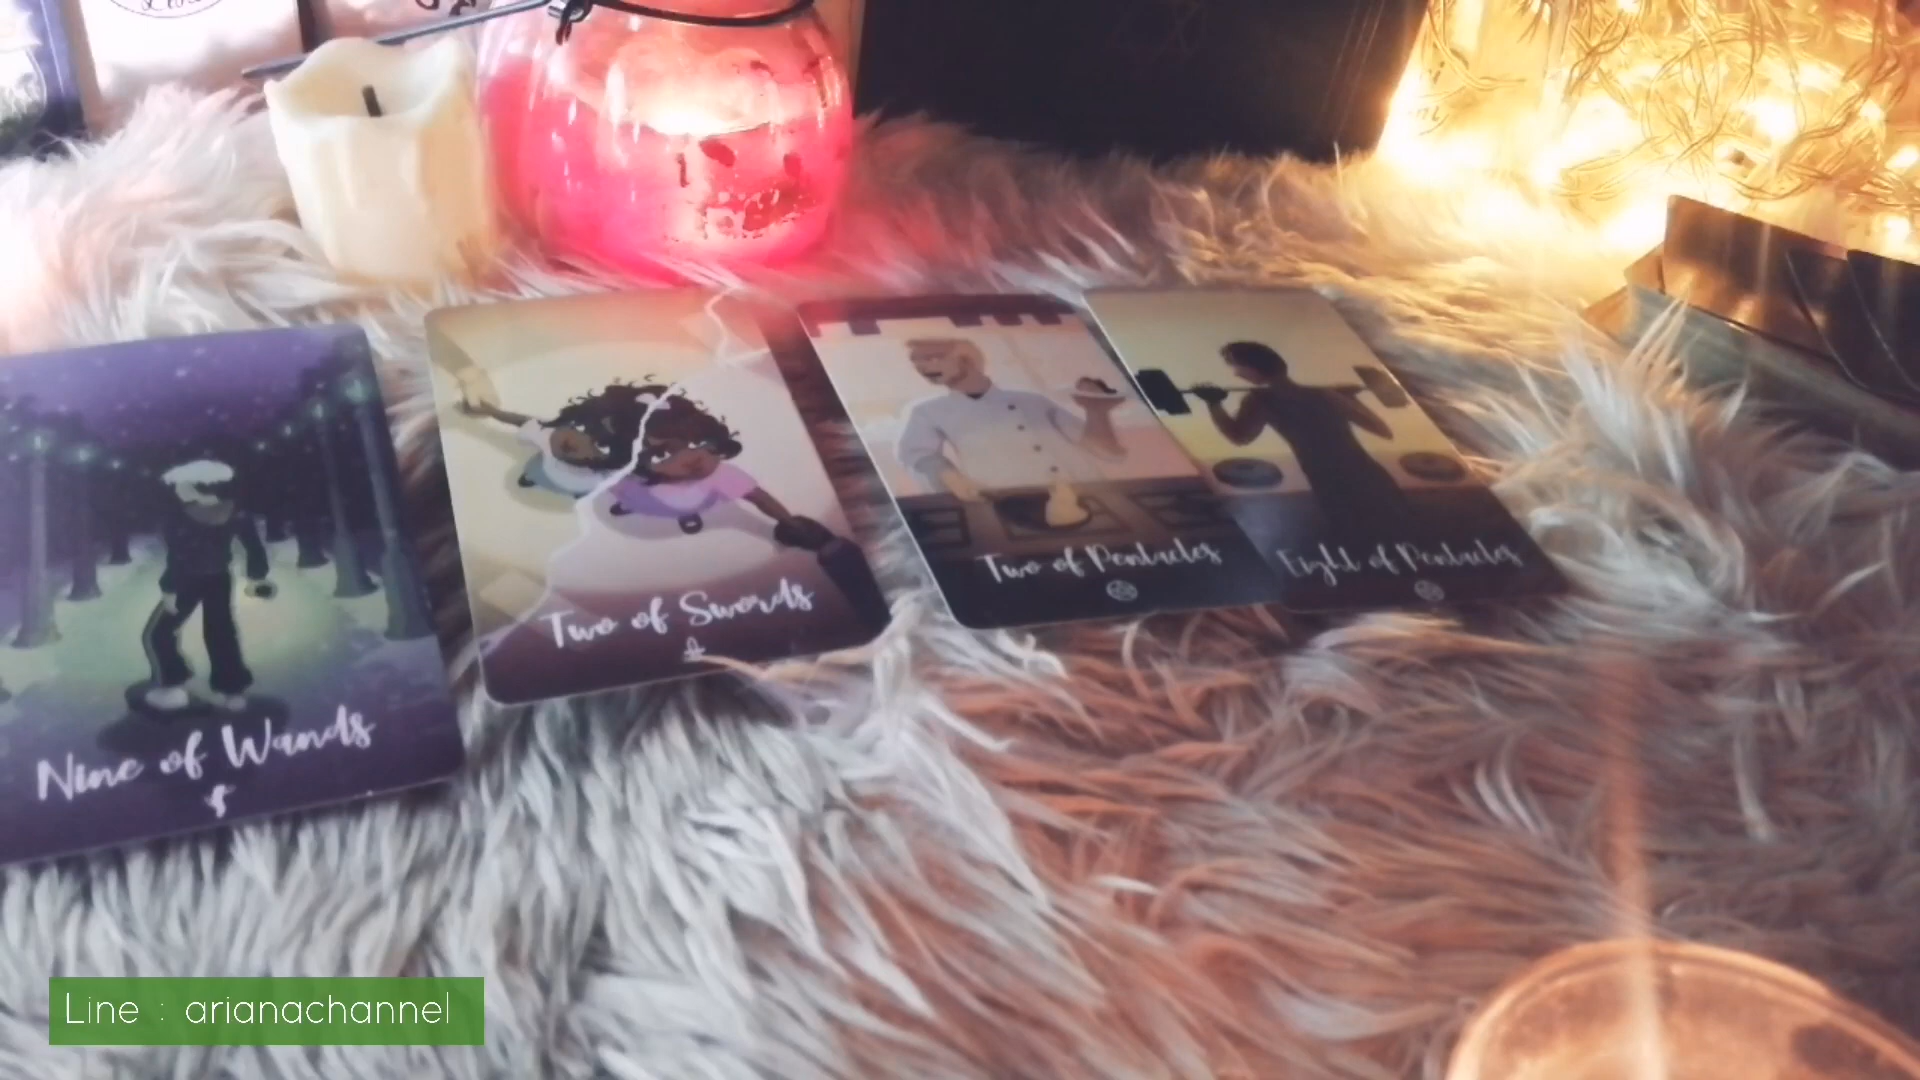 Nine of Wands
Two of Swords
Two of Pentacles
Eight of Pentacles
Line : arianachannel